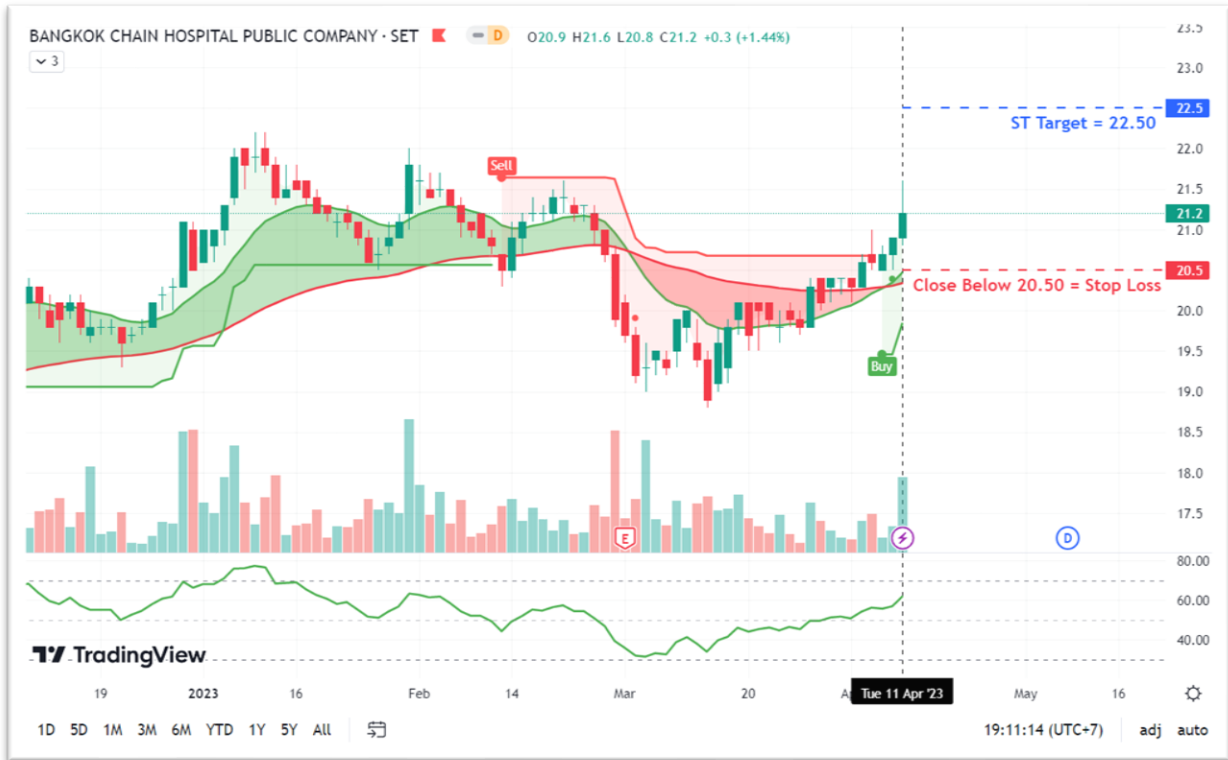 BANGKOK CHAIN HOSPITAL PUBLIC COMPANY · SET D O20.9 H21.6 L20.8 C21.2 +0.3 (+1.44%)
3
23.5
23.0
22.5
ST Target = 22.50
22.0
Sell
21.5
21.2
21.0
20.5
Close Below 20.50 = Stop Loss
20.0
19.5
Buy
19.0
18.5
18.0
17.5
E
D
80.00
60.00
40.00
TradingView
19 2023 16 Feb 14 Mar 20 Tue 11 Apr '23 May 16
1D 5D 1M 3M 6M YTD 1Y 5Y All 19:11:14 (UTC+7) adj auto